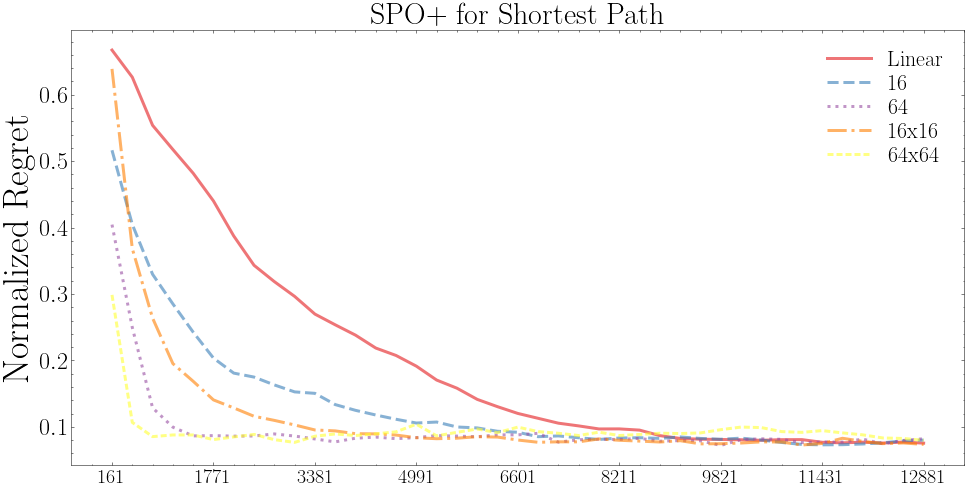 SPO+ for Shortest Path
Normalized Regret
0.6
0.5
0.4
0.3
0.2
0.1
161 1771 3381 4991 6601 8211 9821 11431 12881
Linear
16
64
16x16
64x64